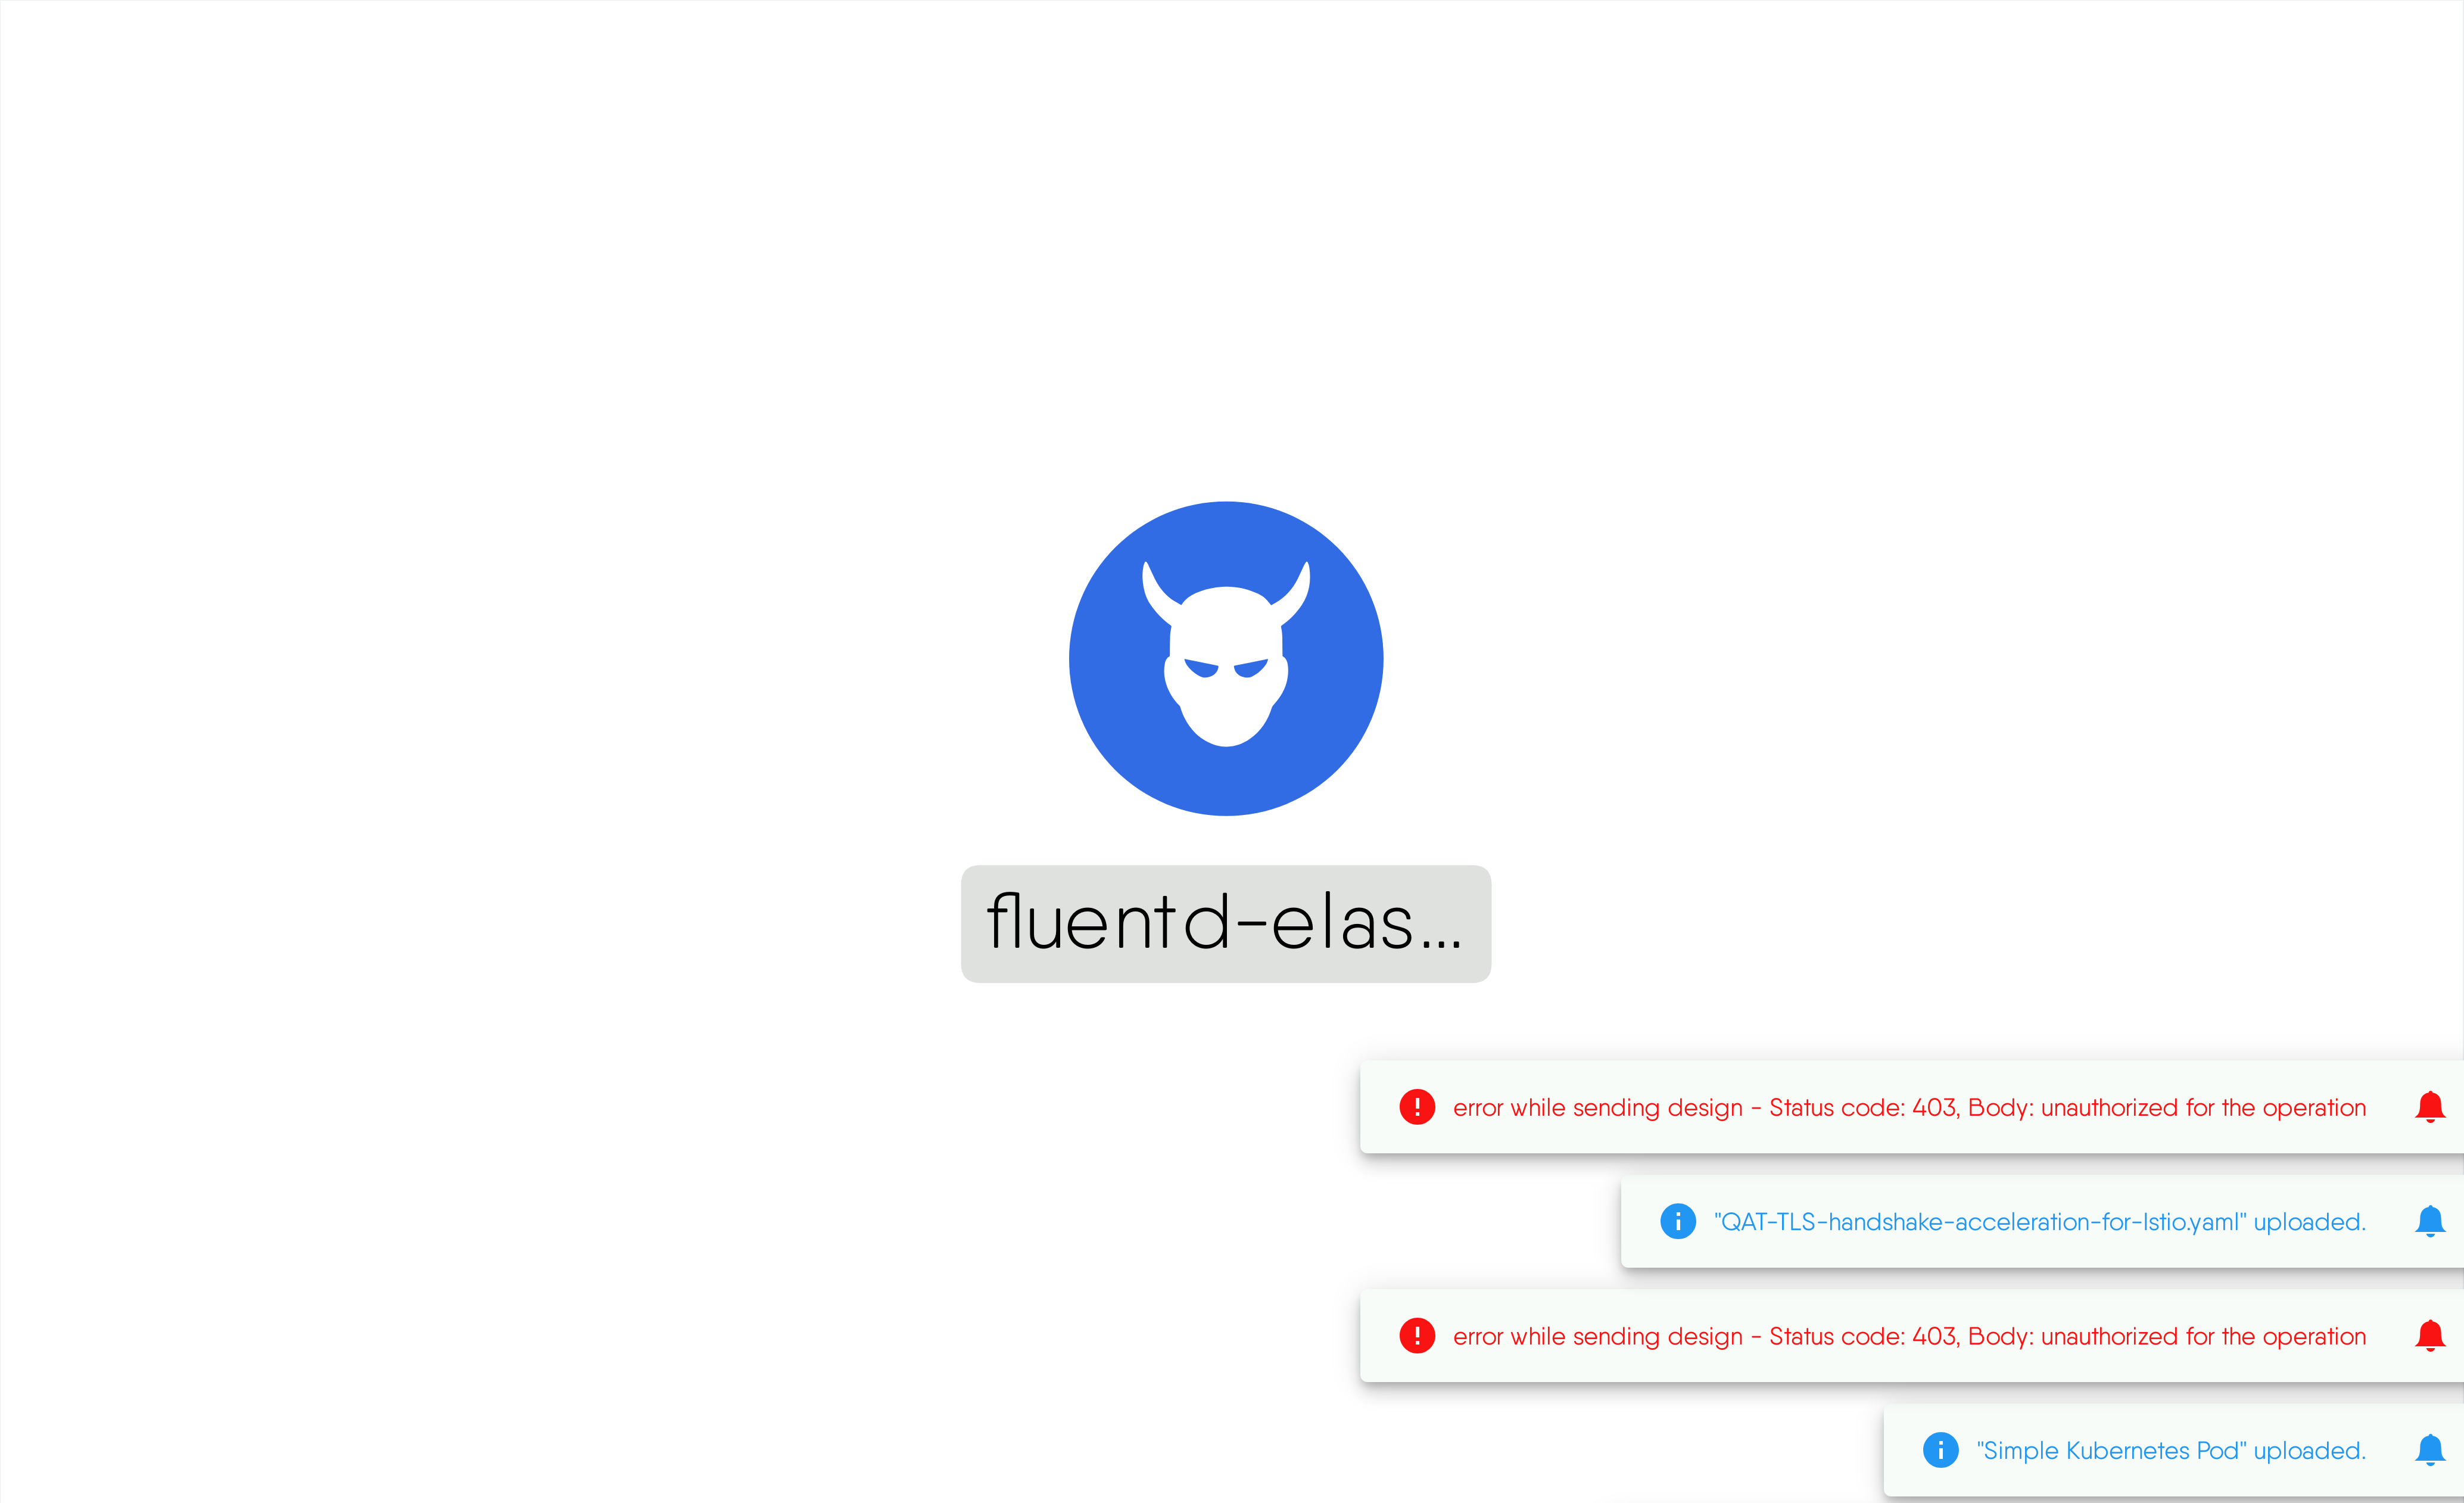 fluentd-elas...
error while sending design - Status code: 403, Body: unauthorized for the operation
"QAT-TLS-handshake-acceleration-for-Istio.yaml" uploaded.
error while sending design - Status code: 403, Body: unauthorized for the operation
"Simple Kubernetes Pod" uploaded.